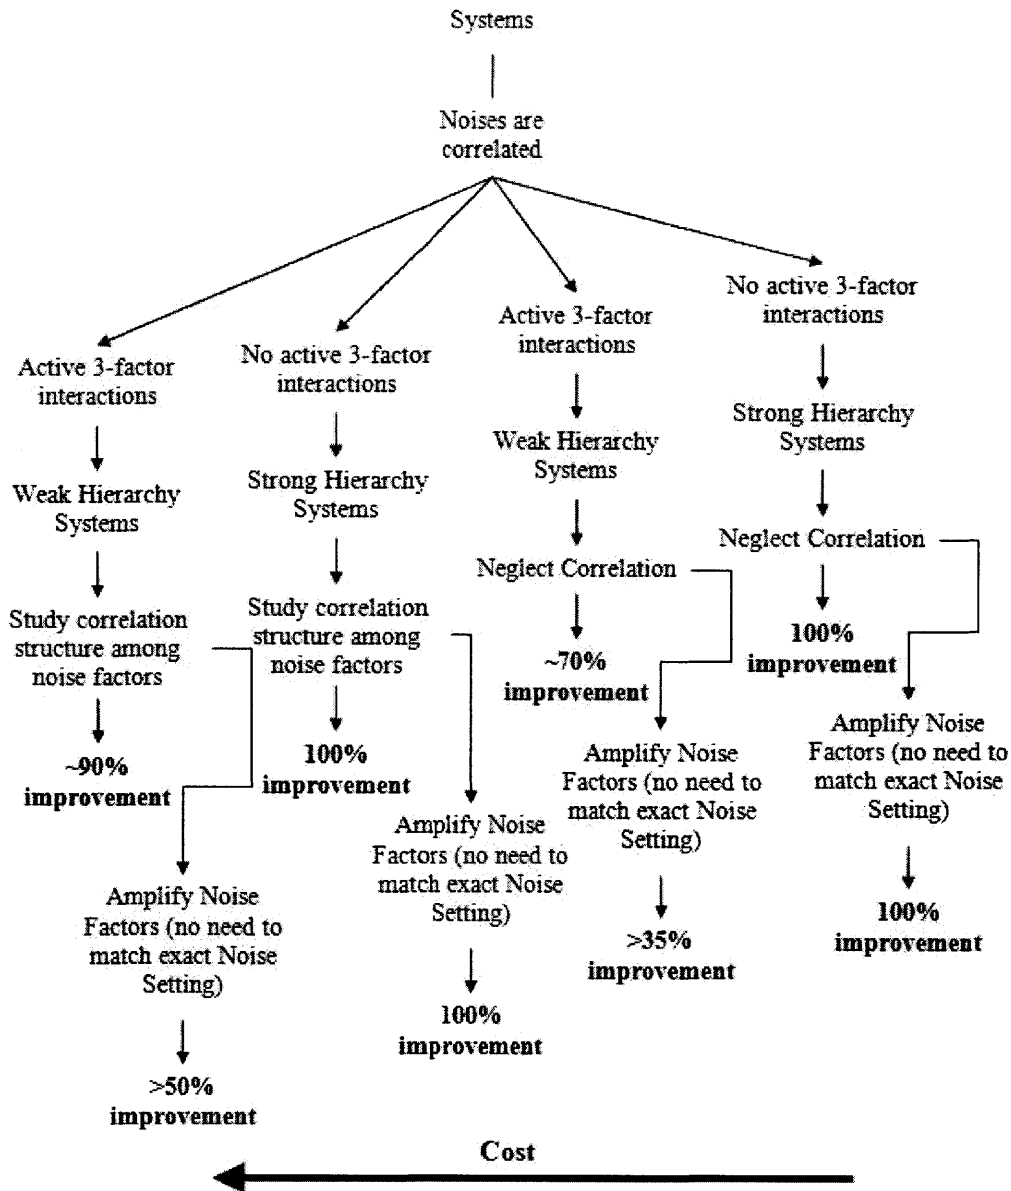 Systems
Noises are
correlated
Active 3-factor
interactions
Weak Hierarchy
Systems
Study correlation
structure among
noise factors
~90%
improvement
Amplify Noise
Factors (no need to
match exact Noise
Setting)
>50%
improvement
No active 3-factor
interactions
Strong Hierarchy
Systems
Study correlation
structure among
noise factors
100%
improvement
Amplify Noise
Factors (no need to
match exact Noise
Setting)
100%
improvement
Active 3-factor
interactions
Weak Hierarchy
Systems
Neglect Correlation
~70%
improvement
Amplify Noise
Factors (no need to
match exact Noise
Setting)
>35%
improvement
No active 3-factor
interactions
Strong Hierarchy
Systems
Neglect Correlation
100%
improvement
Amplify Noise
Factors (no need to
match exact Noise
Setting)
100%
improvement
Cost